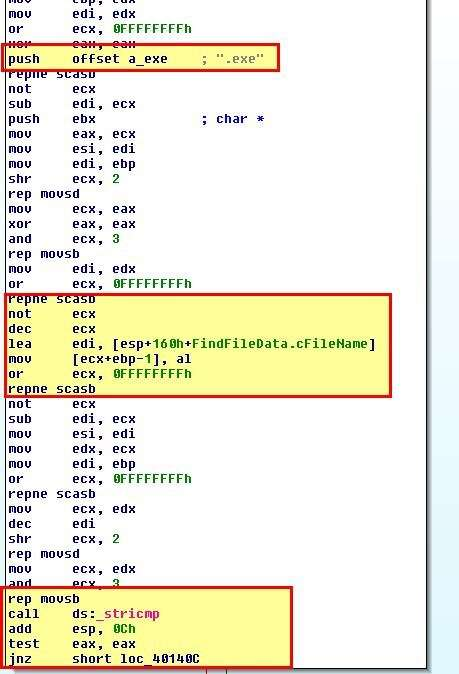 mov ebp, edx
mov edi, edx
or ecx, 0FFFFFFFFh
xor eax, eax
push offset a_exe ; ".exe"
repne scasb
not ecx
sub edi, ecx
push ebx ; char *
mov eax, ecx
mov esi, edi
mov edi, ebp
shr ecx, 2
rep movsd
mov ecx, eax
xor eax, eax
and ecx, 3
rep movsb
mov edi, edx
or ecx, 0FFFFFFFFh
repne scasb
not ecx
dec ecx
lea edi, [esp+160h+FindFileData.cFileName]
mov [ecx+ebp-1], al
or ecx, 0FFFFFFFFh
repne scasb
not ecx
sub edi, ecx
mov esi, edi
mov edx, ecx
mov edi, ebp
or ecx, 0FFFFFFFFh
repne scasb
mov ecx, edx
dec edi
shr ecx, 2
rep movsd
mov ecx, edx
and ecx, 3
rep movsb
call ds:_stricmp
add esp, 0Ch
test eax, eax
jnz short loc_40140C